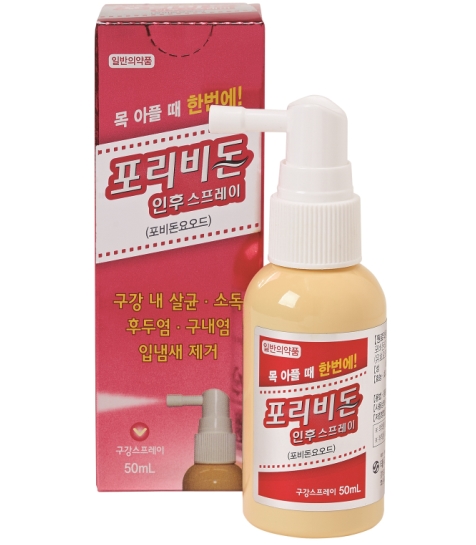 일반의약품
목 아플 때 한번에!
포리비돈
인후 스프레이
(포비돈요오드)
구강 내 살균 · 소독
후두염 · 구내염
입냄새 제거
구강스프레이
50mL
일반의약품
목 아플 때 한번에!
포리비돈
인후 스프레이
(포비돈요오드)
구강스프레이 50mL